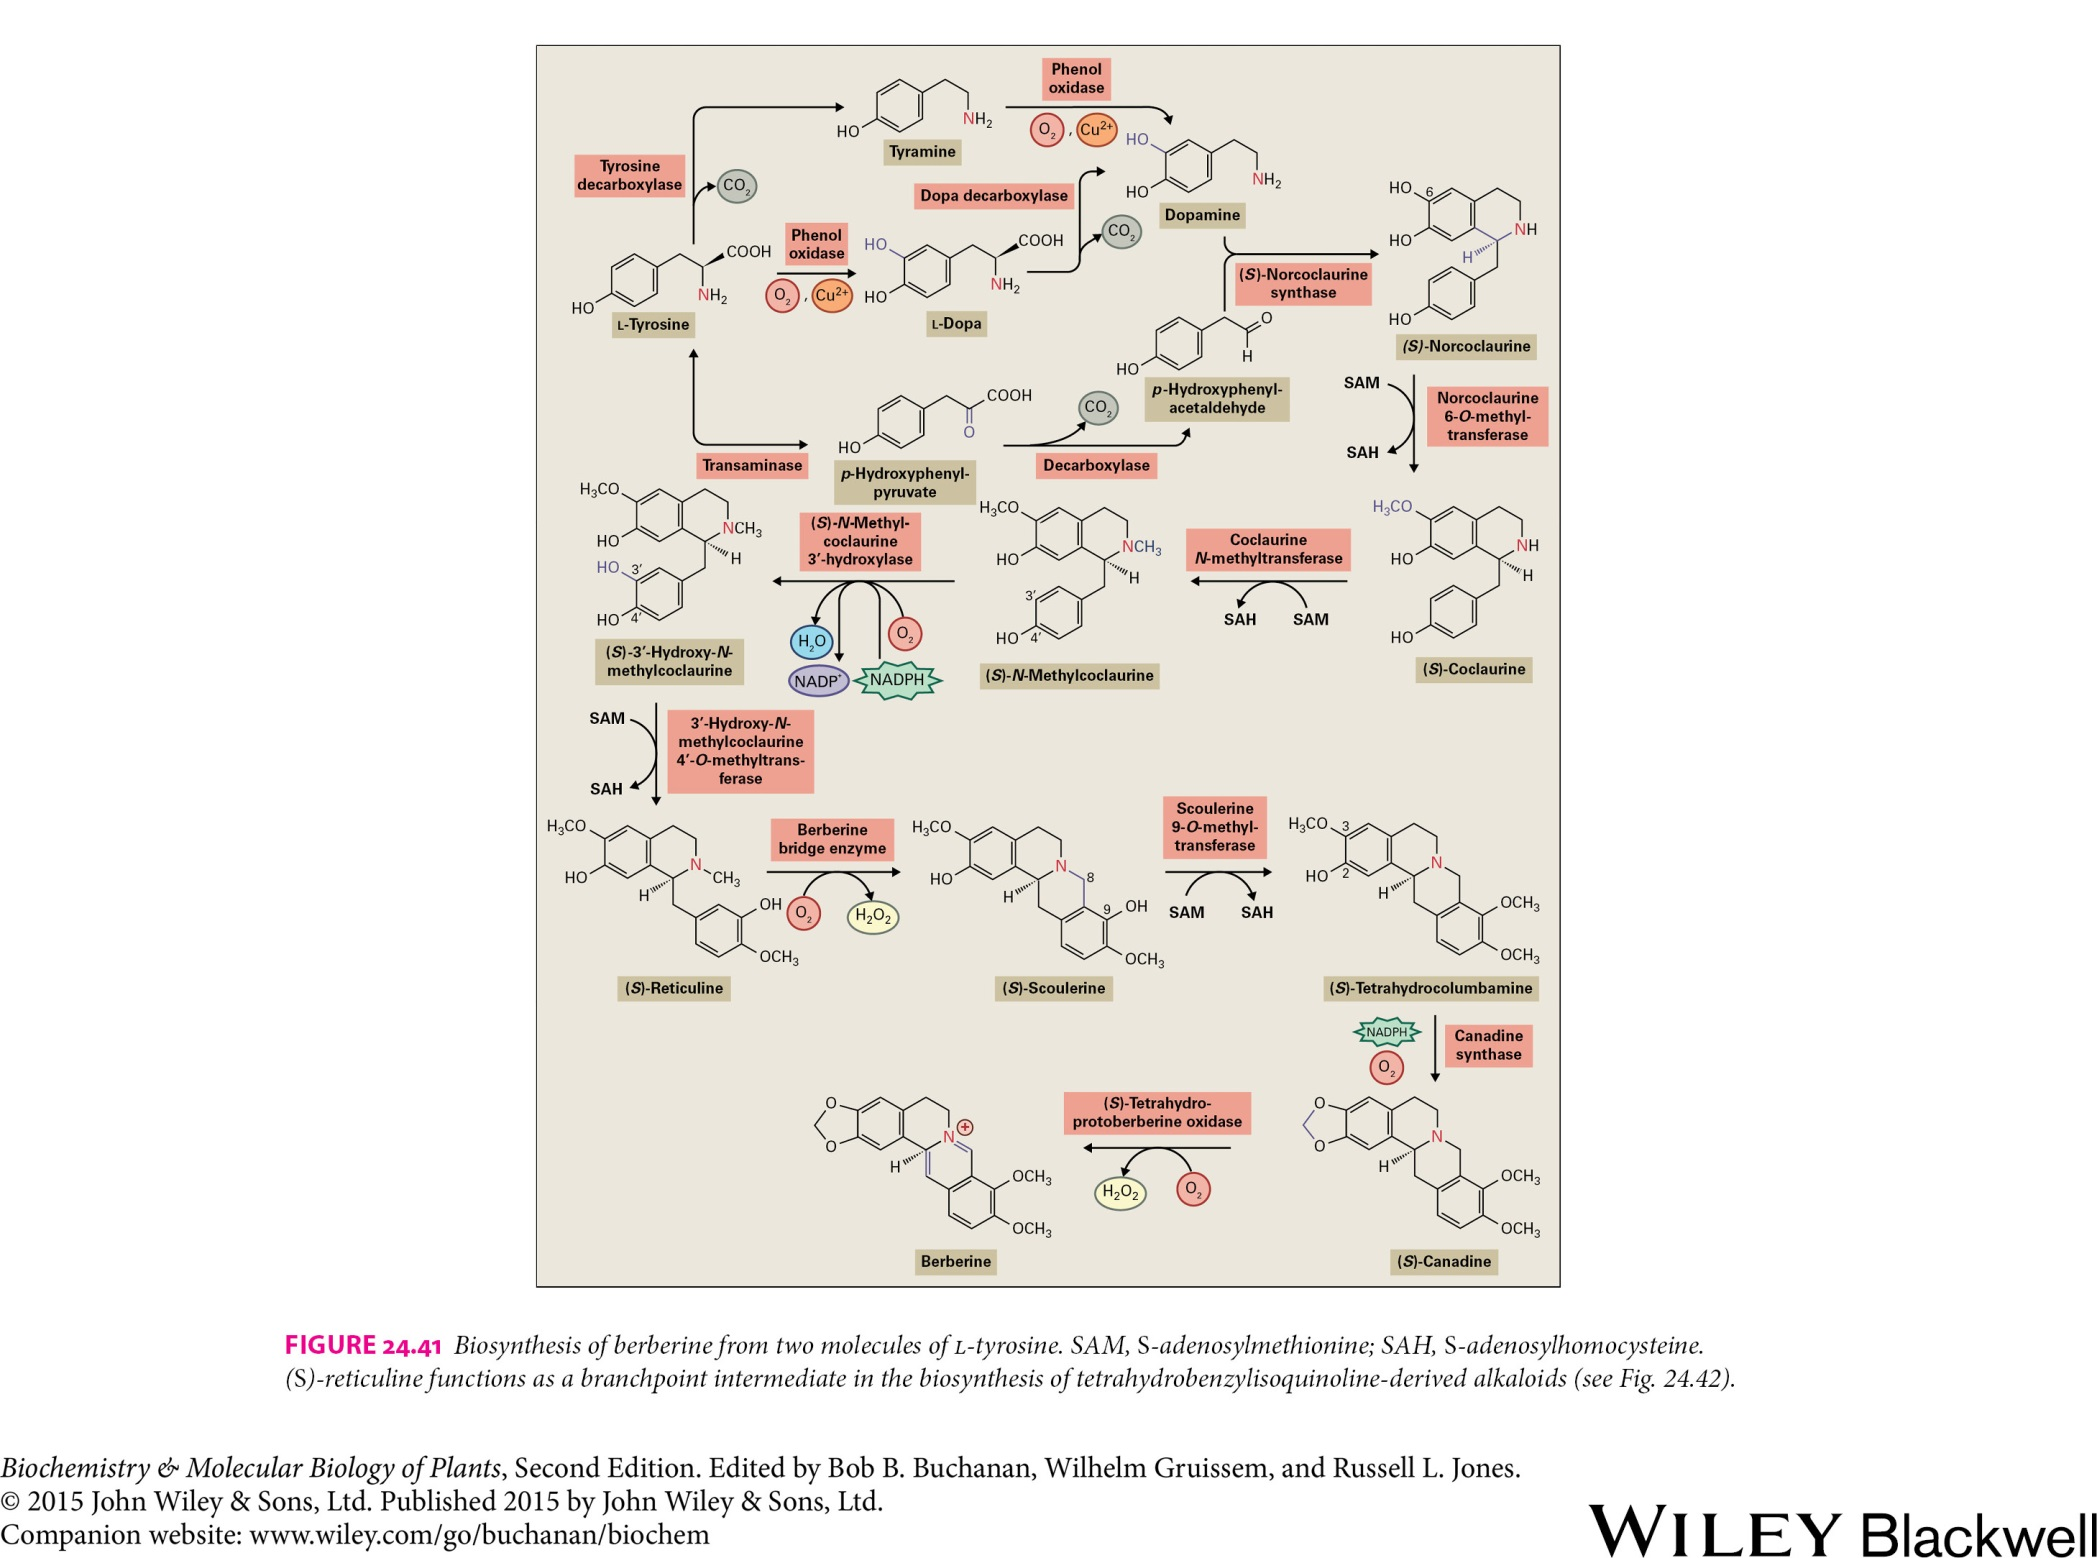 Phenol
oxidase
O₂ , Cu²⁺
HO
NH₂
Tyramine
HO
HO
NH₂
Dopamine
Tyrosine
decarboxylase
CO₂
Dopa decarboxylase
CO₂
HO
COOH
NH₂
L-Tyrosine
Phenol
oxidase
O₂ , Cu²⁺
HO
HO
COOH
NH₂
L-Dopa
(S)-Norcoclaurine
synthase
HO 6
HO
NH
H
HO
(S)-Norcoclaurine
O
H
HO
p-Hydroxyphenyl-
acetaldehyde
COOH
O
HO
p-Hydroxyphenyl-
pyruvate
Transaminase
CO₂
Decarboxylase
SAM
SAH
Norcoclaurine
6-O-methyl-
transferase
H₃CO
HO
NH
H
HO
(S)-Coclaurine
Coclaurine
N-methyltransferase
SAH SAM
H₃CO
HO
NCH₃
H
3′
HO 4′
(S)-N-Methylcoclaurine
(S)-N-Methyl-
coclaurine
3′-hydroxylase
H₂O
O₂
NADP⁺ NADPH
H₃CO
HO
NCH₃
H
HO 3′
HO 4′
(S)-3′-Hydroxy-N-
methylcoclaurine
SAM
SAH
3′-Hydroxy-N-
methylcoclaurine
4′-O-methyltrans-
ferase
H₃CO
HO
N
CH₃
H
OH
OCH₃
(S)-Reticuline
Berberine
bridge enzyme
O₂ H₂O₂
H₃CO
HO
N
H
8
9 OH
OCH₃
(S)-Scoulerine
Scoulerine
9-O-methyl-
transferase
SAM SAH
H₃CO 3
HO 2
N
H
OCH₃
OCH₃
(S)-Tetrahydrocolumbamine
NADPH
O₂
Canadine
synthase
O
O
N
H
OCH₃
OCH₃
(S)-Canadine
(S)-Tetrahydro-
protoberberine oxidase
H₂O₂ O₂
O
O
N +
H
OCH₃
OCH₃
Berberine
FIGURE 24.41 Biosynthesis of berberine from two molecules of L-tyrosine. SAM, S-adenosylmethionine; SAH, S-adenosylhomocysteine.
(S)-reticuline functions as a branchpoint intermediate in the biosynthesis of tetrahydrobenzylisoquinoline-derived alkaloids (see Fig. 24.42).
Biochemistry & Molecular Biology of Plants, Second Edition. Edited by Bob B. Buchanan, Wilhelm Gruissem, and Russell L. Jones.
© 2015 John Wiley & Sons, Ltd. Published 2015 by John Wiley & Sons, Ltd.
Companion website: www.wiley.com/go/buchanan/biochem
WILEY Blackwell